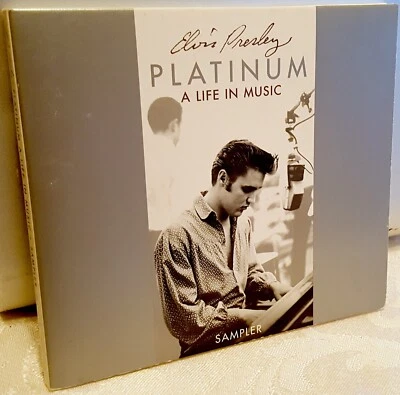 Elvis Presley
PLATINUM
A LIFE IN MUSIC
SAMPLER